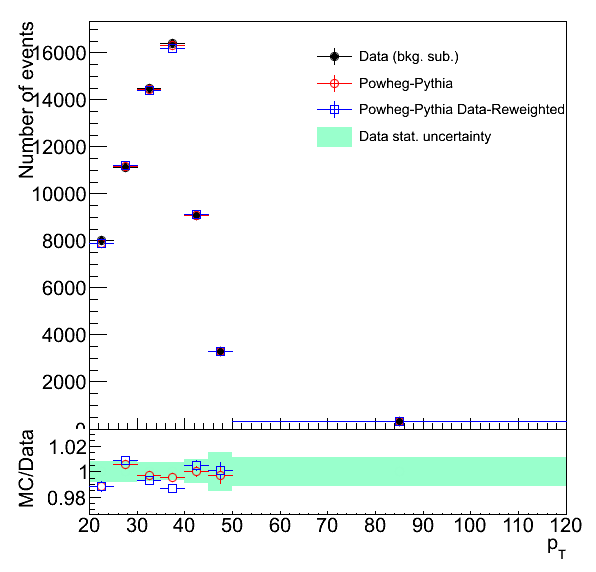 Number of events
16000
14000
12000
10000
8000
6000
4000
2000
0
Data (bkg. sub.)
Powheg-Pythia
Powheg-Pythia Data-Reweighted
Data stat. uncertainty
MC/Data
1.02
1
0.98
20 30 40 50 60 70 80 90 100 110 120
p_T